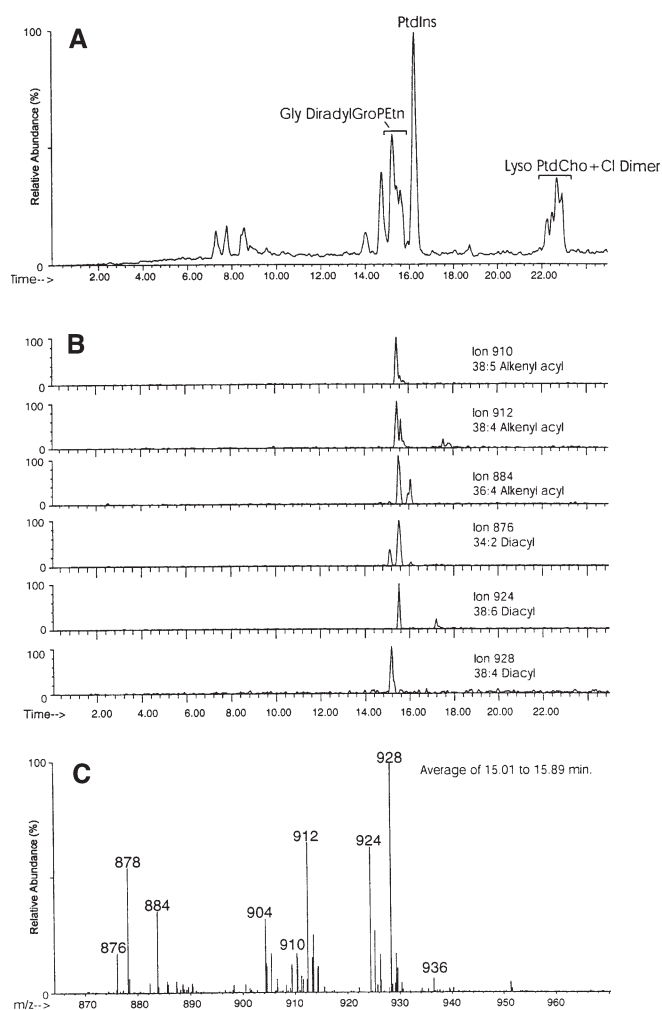 A
PtdIns
100
Gly DiradylGroPEtn
Lyso PtdCho+Cl Dimer
Relative Abundance (%)
0
Time--> 2.00 4.00 6.00 8.00 10.00 12.00 14.00 16.00 18.00 20.00 22.00
B
100
0
Ion 910
38:5 Alkenyl acyl
100
0
Ion 912
38:4 Alkenyl acyl
100
0
Ion 884
36:4 Alkenyl acyl
100
0
Ion 876
34:2 Diacyl
100
0
Ion 924
38:6 Diacyl
100
0
Ion 928
38:4 Diacyl
Time--> 2.00 4.00 6.00 8.00 10.00 12.00 14.00 16.00 18.00 20.00 22.00
C
100
928
Average of 15.01 to 15.89 min.
Relative Abundance (%)
912
924
878
884
904
910
876
936
0
m/z--> 870 880 890 900 910 920 930 940 950 960